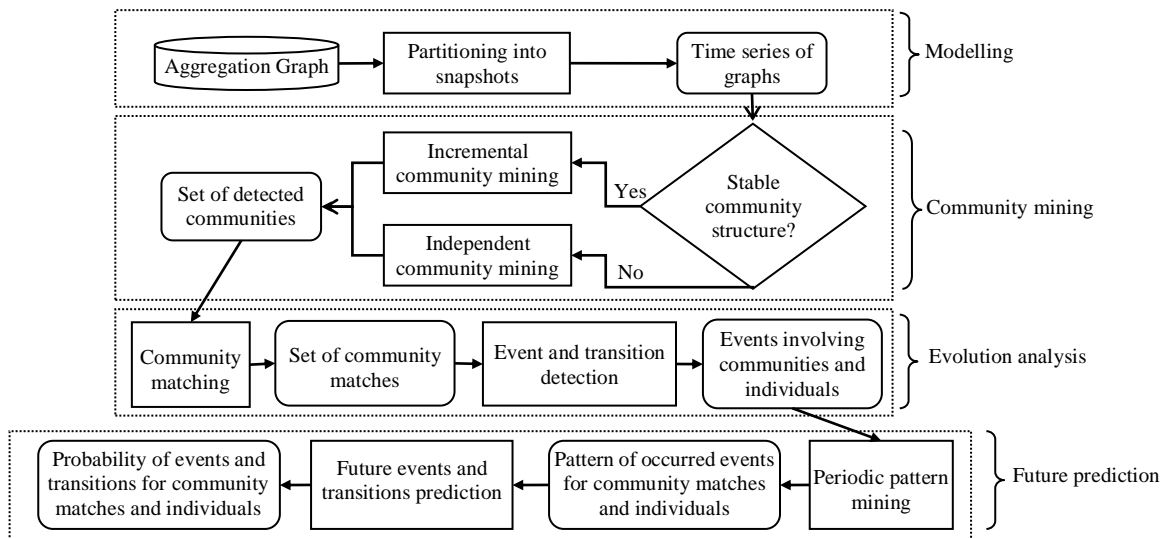 Aggregation Graph
Partitioning into
snapshots
Time series of
graphs
Modelling
Incremental
community mining
Yes
Stable
community
structure?
Set of detected
communities
Independent
community mining
No
Community mining
Community
matching
Set of community
matches
Event and transition
detection
Events involving
communities and
individuals
Evolution analysis
Probability of events and
transitions for community
matches and individuals
Future events and
transitions prediction
Pattern of occurred events
for community matches
and individuals
Periodic pattern
mining
Future prediction